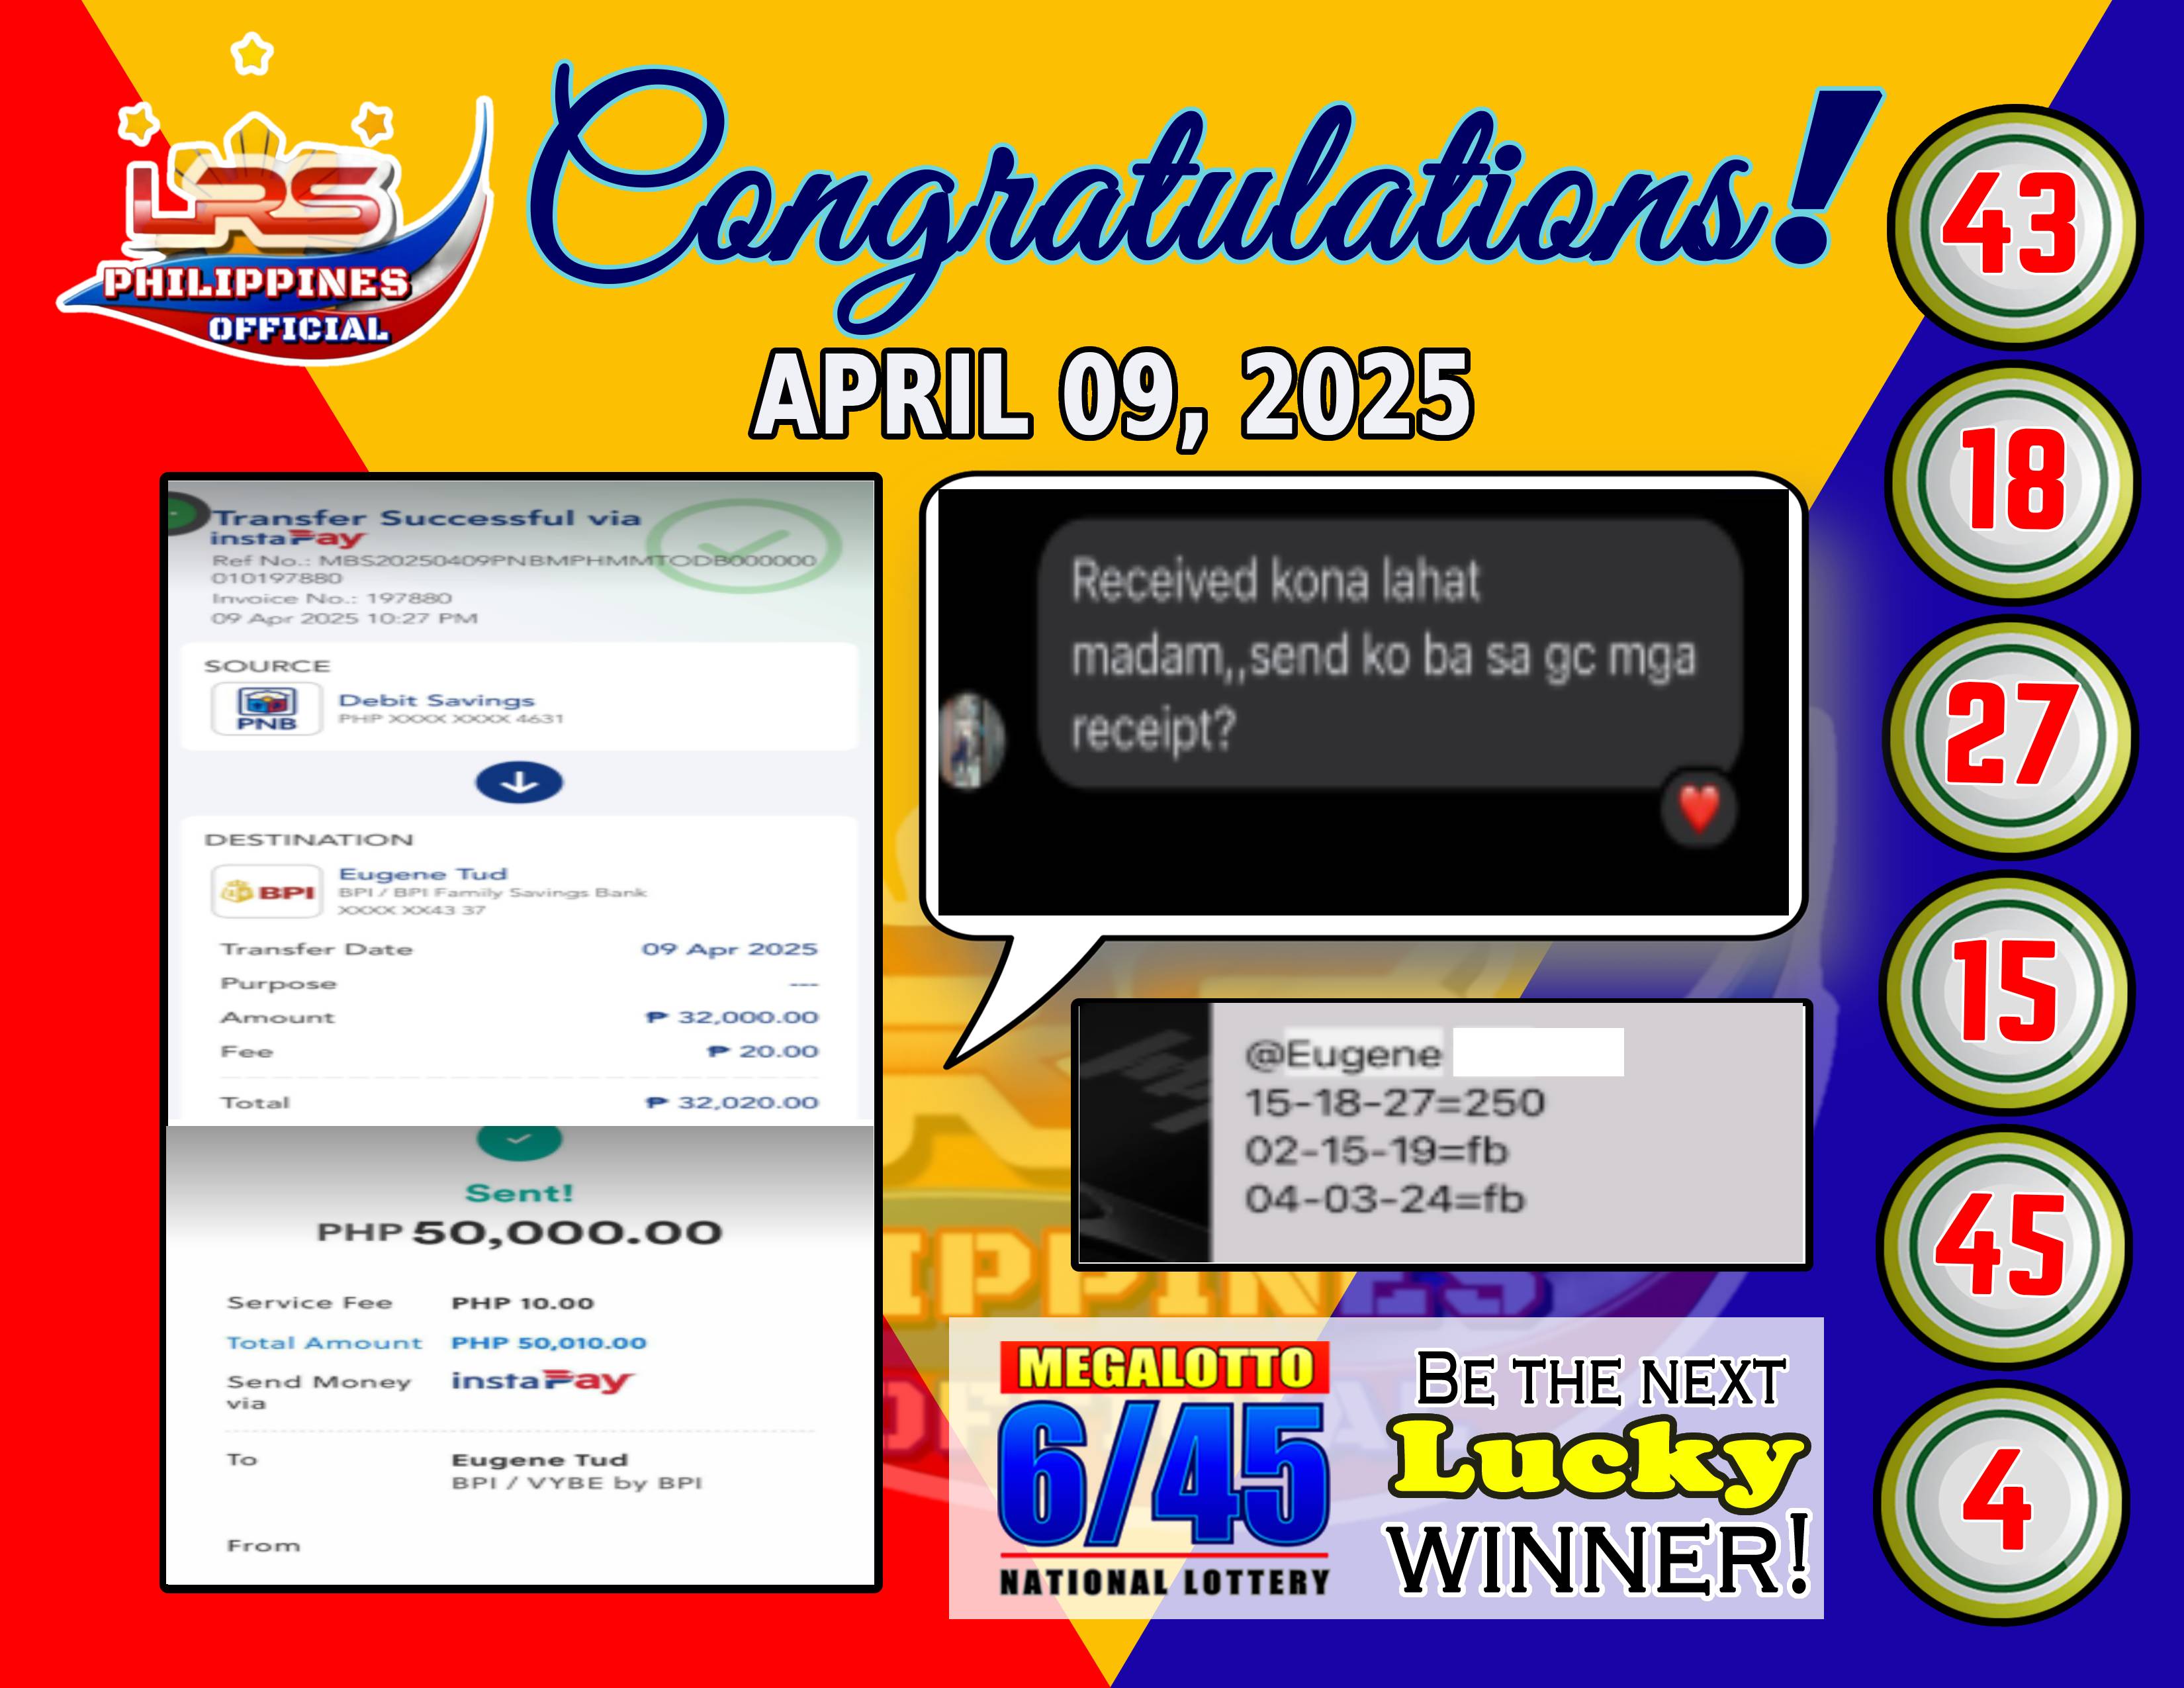 LRS
PHILIPPINES
OFFICIAL
Congratulations!
APRIL 09, 2025
Transfer Successful via
instaPay
Ref No.: MBS20250409PNBMPHMMTODB000000
010197880
Invoice No.: 197880
09 Apr 2025 10:27 PM
SOURCE
PNB
Debit Savings
PHP XXXX XXXX 4631
DESTINATION
BPI
Eugene Tud
BPI / BPI Family Savings Bank
XXXX XX43 37
Transfer Date 09 Apr 2025
Purpose ---
Amount ₱ 32,000.00
Fee ₱ 20.00
Total ₱ 32,020.00
Sent!
PHP 50,000.00
Service Fee PHP 10.00
Total Amount PHP 50,010.00
Send Money via instaPay
To Eugene Tud
BPI / VYBE by BPI
From
Received kona lahat
madam,,send ko ba sa gc mga
receipt?
@Eugene
15-18-27=250
02-15-19=fb
04-03-24=fb
MEGALOTTO
6/45
NATIONAL LOTTERY
BE THE NEXT
Lucky
WINNER!
43
18
27
15
45
4